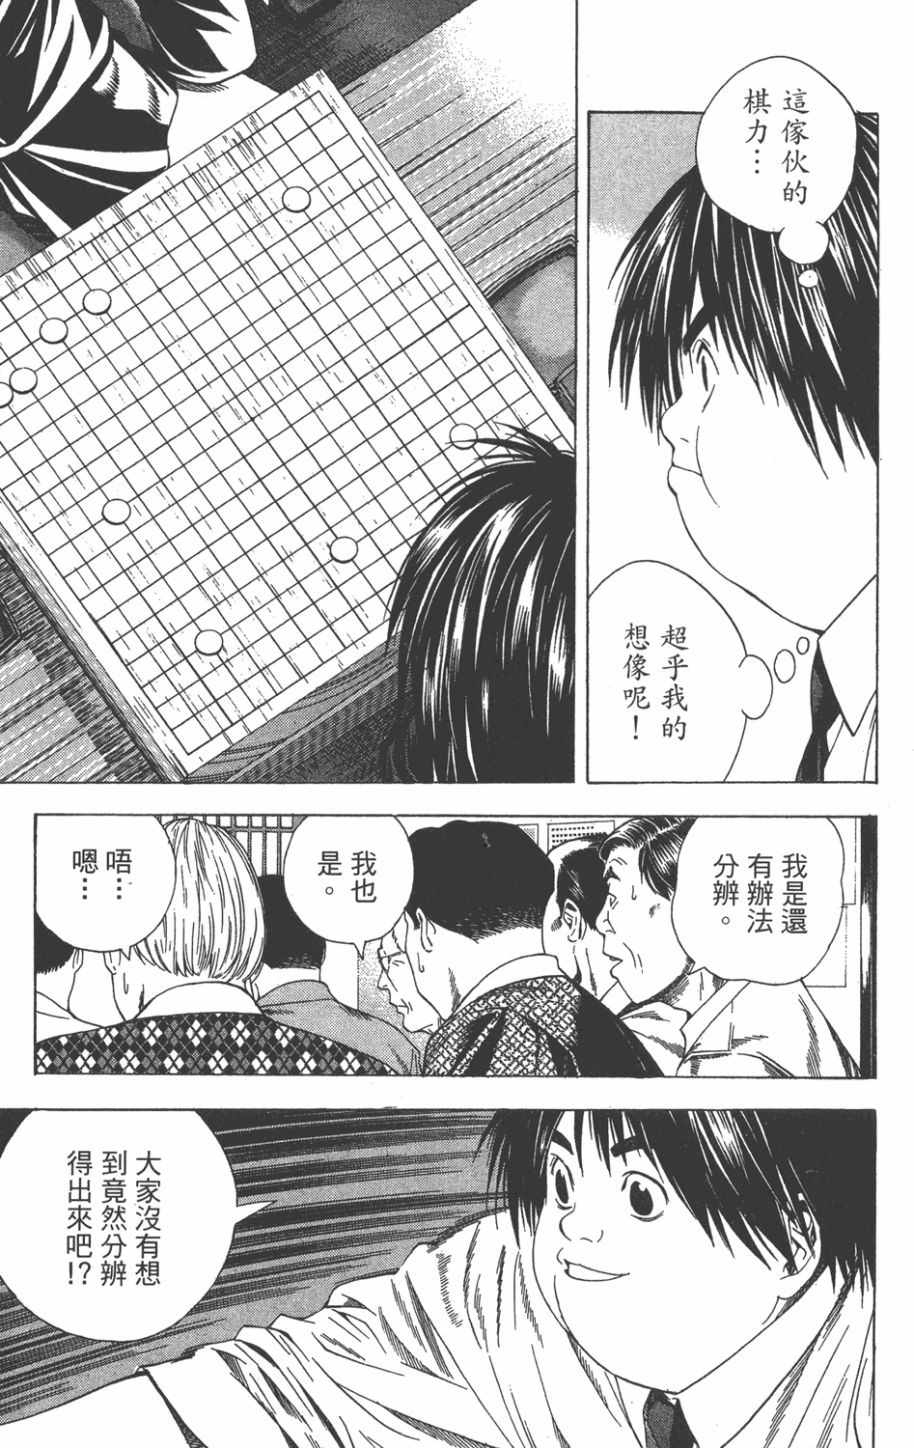 這傢伙的
棋力…
超乎我的
想像呢！
我是還
有辦法
分辨。
我也
是。
唔…
嗯…
大家沒有想
到竟然分辨
得出來吧!?